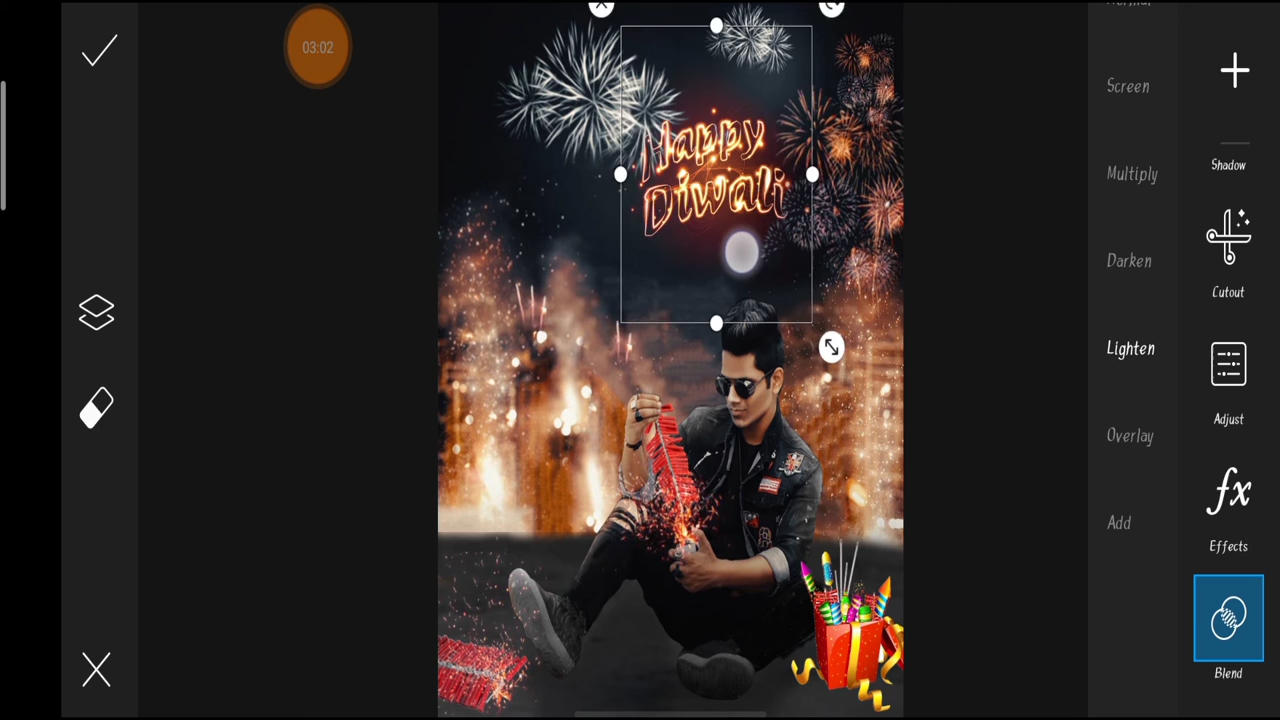 03:02
Happy
Diwali
Screen
Multiply
Darken
Lighten
Overlay
Add
Shadow
Cutout
Adjust
fx
Effects
Blend